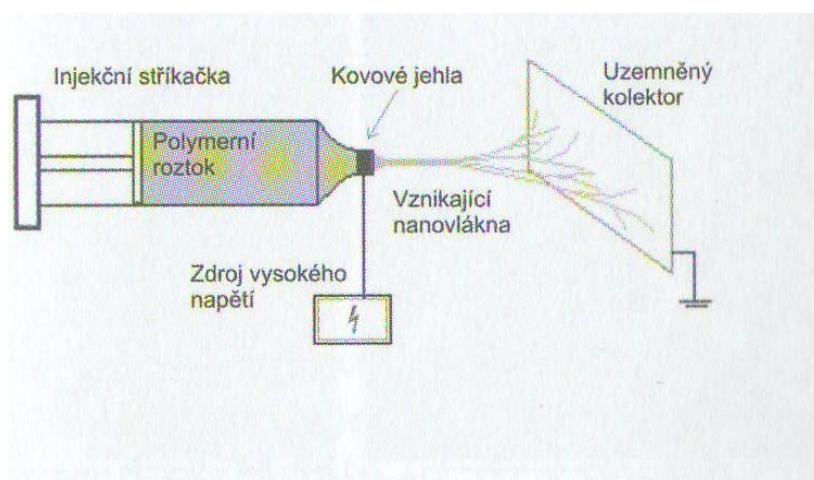 Injekční stříkačka
Kovové jehla
Uzemněný
kolektor
Polymerní
roztok
Vznikající
nanovlákna
Zdroj vysokého
napětí